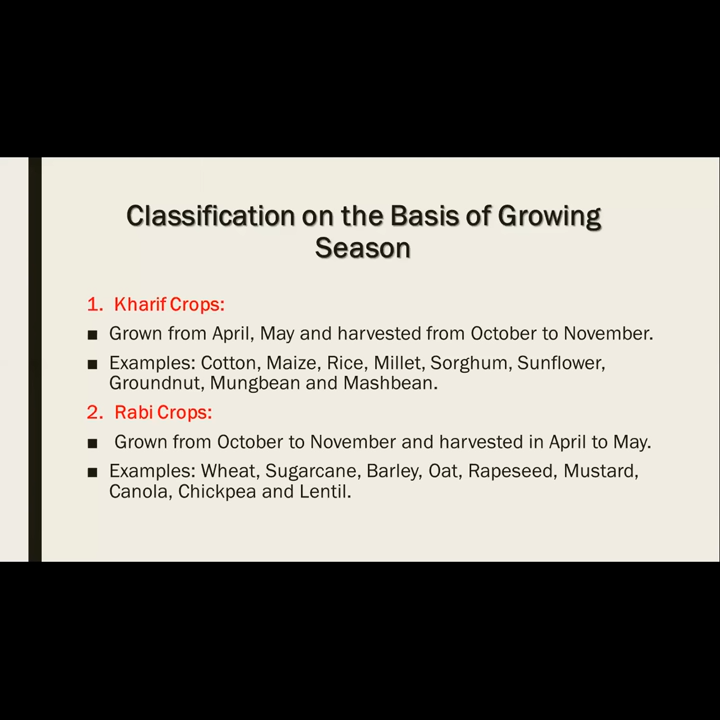 Classification on the Basis of Growing
Season
1. Kharif Crops:
■ Grown from April, May and harvested from October to November.
■ Examples: Cotton, Maize, Rice, Millet, Sorghum, Sunflower,
Groundnut, Mungbean and Mashbean.
2. Rabi Crops:
■ Grown from October to November and harvested in April to May.
■ Examples: Wheat, Sugarcane, Barley, Oat, Rapeseed, Mustard,
Canola, Chickpea and Lentil.